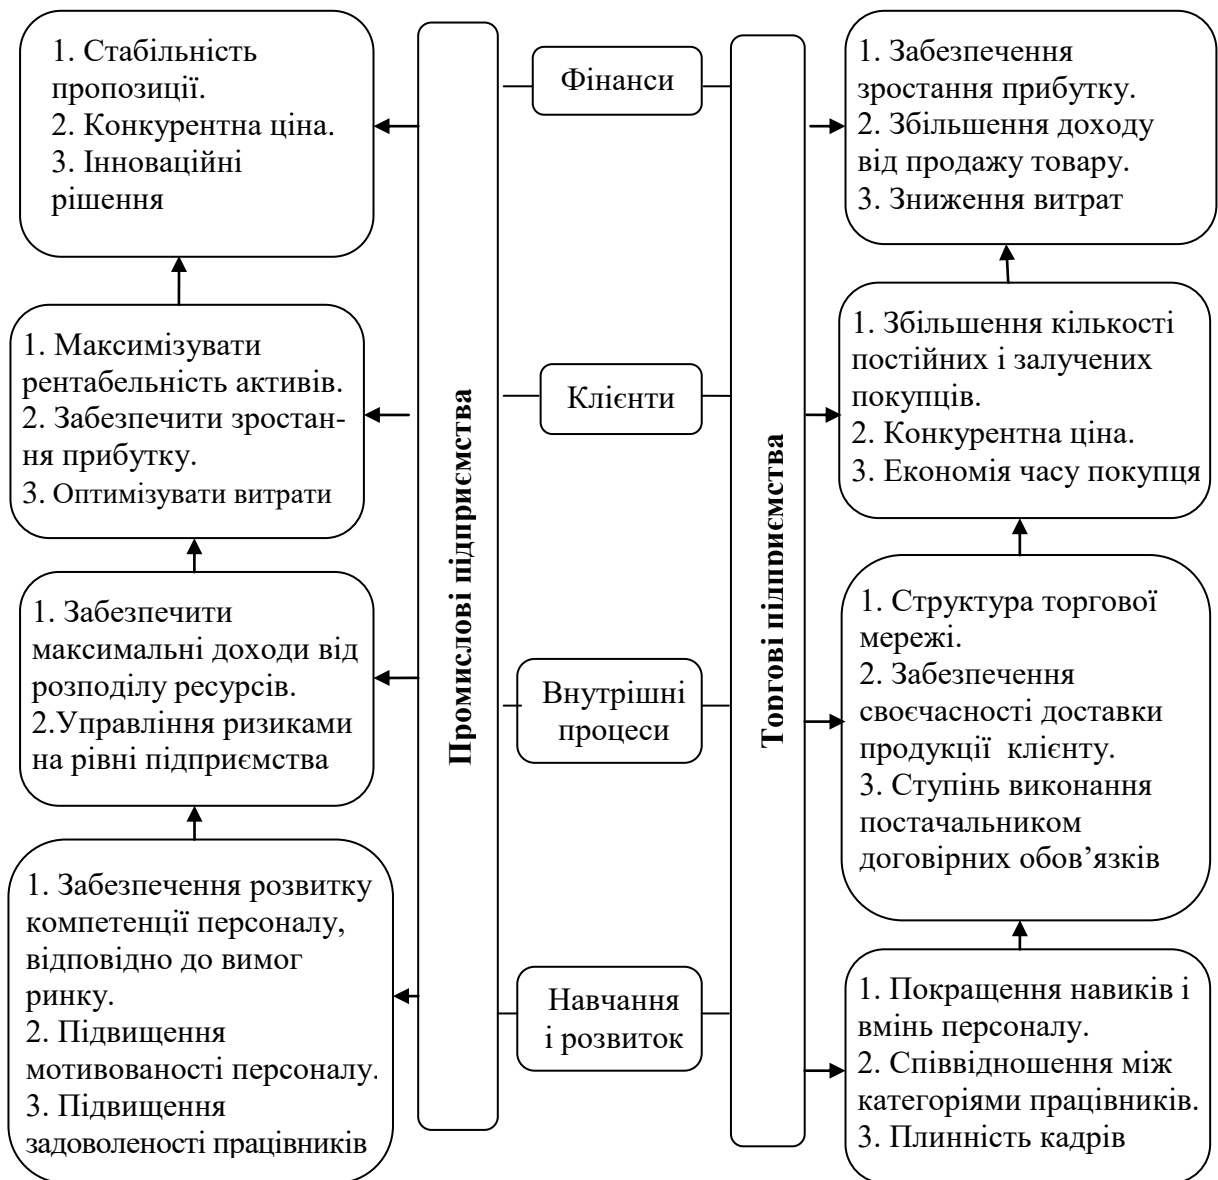 1. Стабільність
пропозиції.
2. Конкурентна ціна.
3. Інноваційні
рішення
1. Максимізувати
рентабельність активів.
2. Забезпечити зростан-
ня прибутку.
3. Оптимізувати витрати
1. Забезпечити
максимальні доходи від
розподілу ресурсів.
2.Управління ризиками
на рівні підприємства
1. Забезпечення розвитку
компетенції персоналу,
відповідно до вимог
ринку.
2. Підвищення
мотивованості персоналу.
3. Підвищення
задоволеності працівників
Промислові підприємства
Фінанси
Клієнти
Внутрішні
процеси
Навчання
і розвиток
Торгові підприємства
1. Забезпечення
зростання прибутку.
2. Збільшення доходу
від продажу товару.
3. Зниження витрат
1. Збільшення кількості
постійних і залучених
покупців.
2. Конкурентна ціна.
3. Економія часу покупця
1. Структура торгової
мережі.
2. Забезпечення
своєчасності доставки
продукції клієнту.
3. Ступінь виконання
постачальником
договірних обов’язків
1. Покращення навиків і
вмінь персоналу.
2. Співвідношення між
категоріями працівників.
3. Плинність кадрів